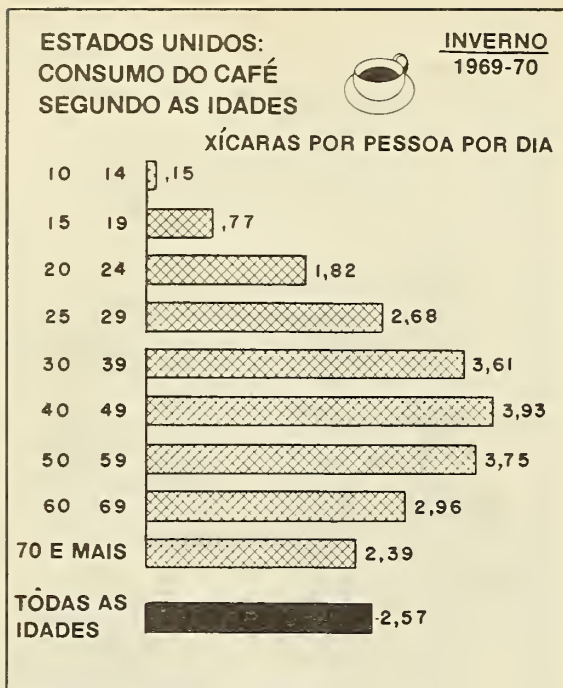 ESTADOS UNIDOS:
CONSUMO DO CAFÉ
SEGUNDO AS IDADES
INVERNO
1969-70
XÍCARAS POR PESSOA POR DIA
10 14 ,15
15 19 ,77
20 24 1,82
25 29 2,68
30 39 3,61
40 49 3,93
50 59 3,75
60 69 2,96
70 E MAIS 2,39
TÔDAS AS
IDADES
2,57